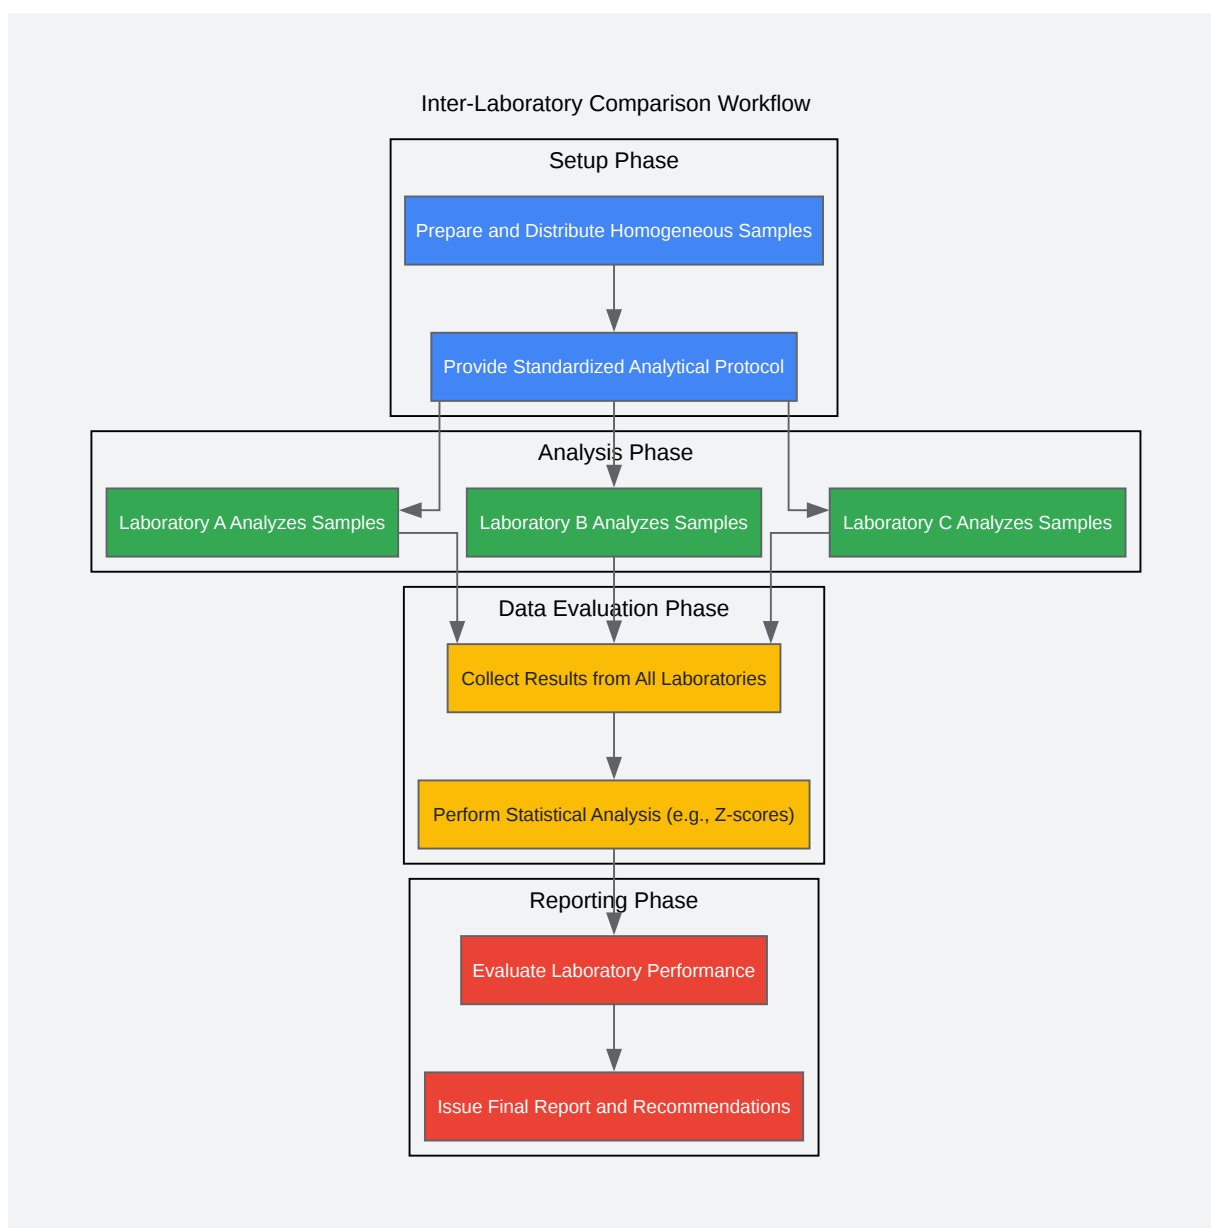 Inter-Laboratory Comparison Workflow
Setup Phase
Prepare and Distribute Homogeneous Samples
Provide Standardized Analytical Protocol
Analysis Phase
Laboratory A Analyzes Samples
Laboratory B Analyzes Samples
Laboratory C Analyzes Samples
Data Evaluation Phase
Collect Results from All Laboratories
Perform Statistical Analysis (e.g., Z-scores)
Reporting Phase
Evaluate Laboratory Performance
Issue Final Report and Recommendations